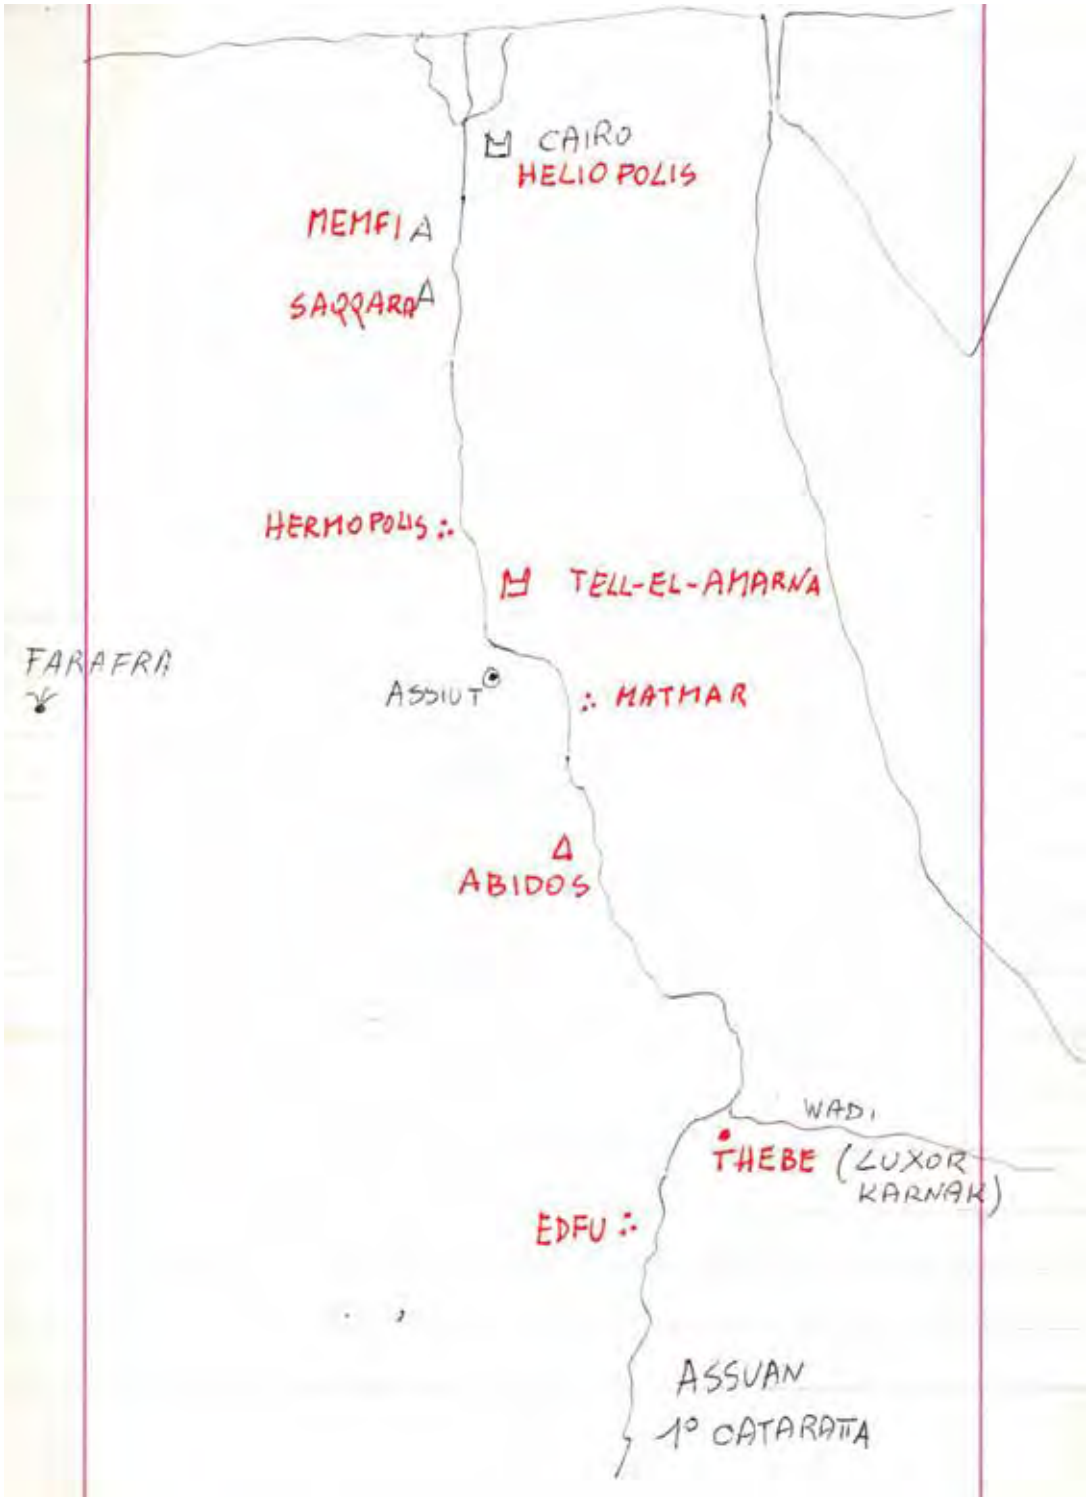 CAIRO
HELIOPOLIS
MEMFI
SAQQARA
HERMOPOLIS
TELL-EL-AMARNA
FARAFRA
ASSIUT
MATMAR
ABIDOS
WADI
THEBE (LUXOR
KARNAK)
EDFU
ASSUAN
1° CATARATTA